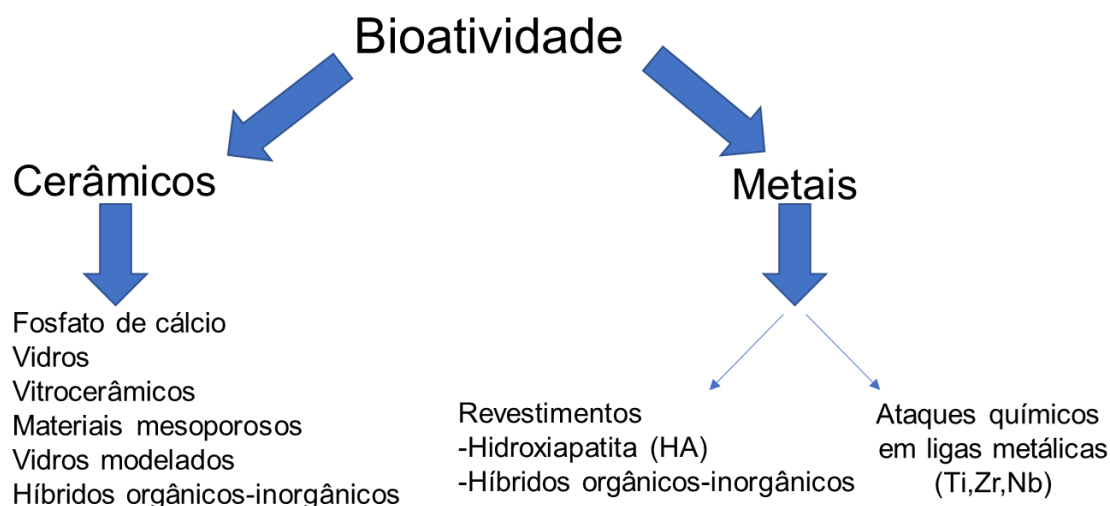 Bioatividade
Cerâmicos
Metais
Fosfato de cálcio
Vidros
Vitrocerâmicos
Materiais mesoporosos
Vidros modelados
Híbridos orgânicos-inorgânicos
Revestimentos
-Hidroxiapatita (HA)
-Híbridos orgânicos-inorgânicos
Ataques químicos
em ligas metálicas
(Ti,Zr,Nb)